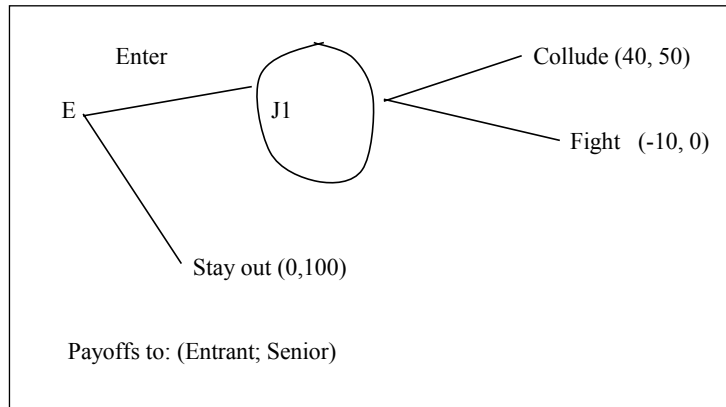 Enter
Collude (40, 50)
E
J1
Fight (-10, 0)
Stay out (0,100)
Payoffs to: (Entrant; Senior)